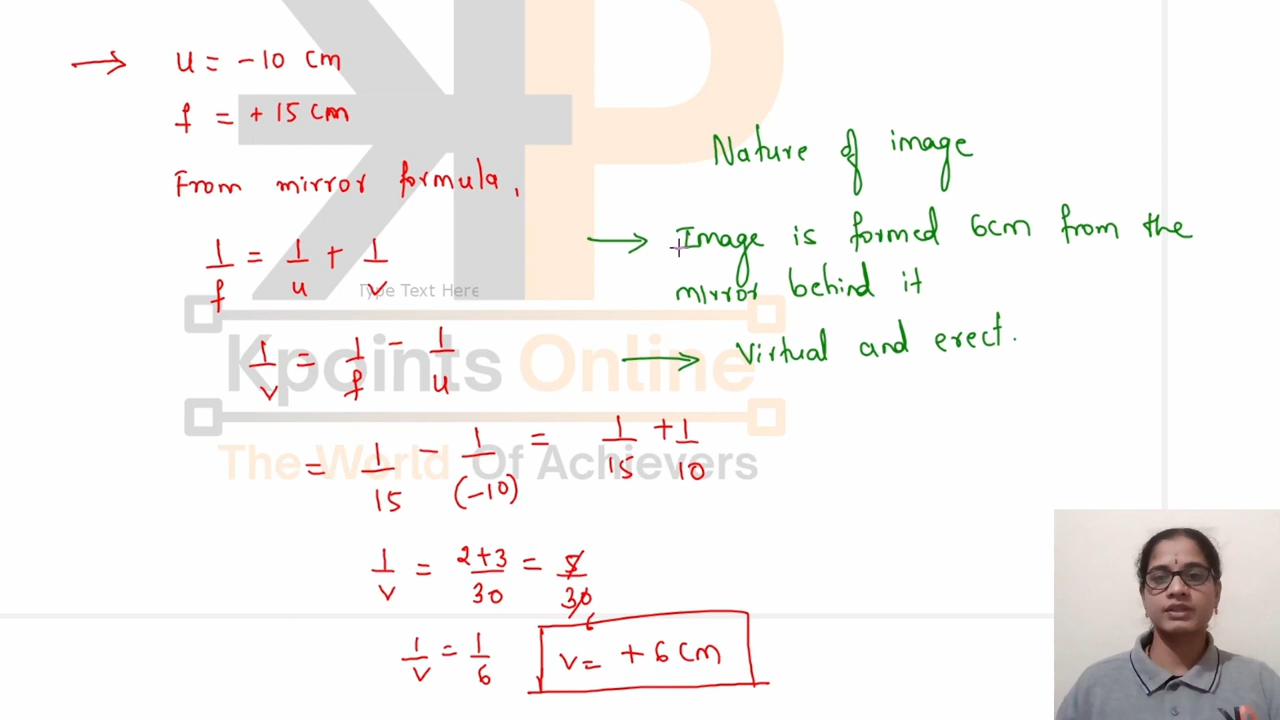 → u = -10 cm
f = +15 cm
From mirror formula,
1/f = 1/u + 1/v
Type Text Here
1/v = 1/f - 1/u
= 1/15 - 1/(-10) = 1/15 + 1/10
1/v = 2+3/30 = 5/30
6
1/v = 1/6 v = +6 cm
Nature of image
→ Image is formed 6cm from the
mirror behind it
→ Virtual and erect.
KP
Kpoints Online
The World Of Achievers